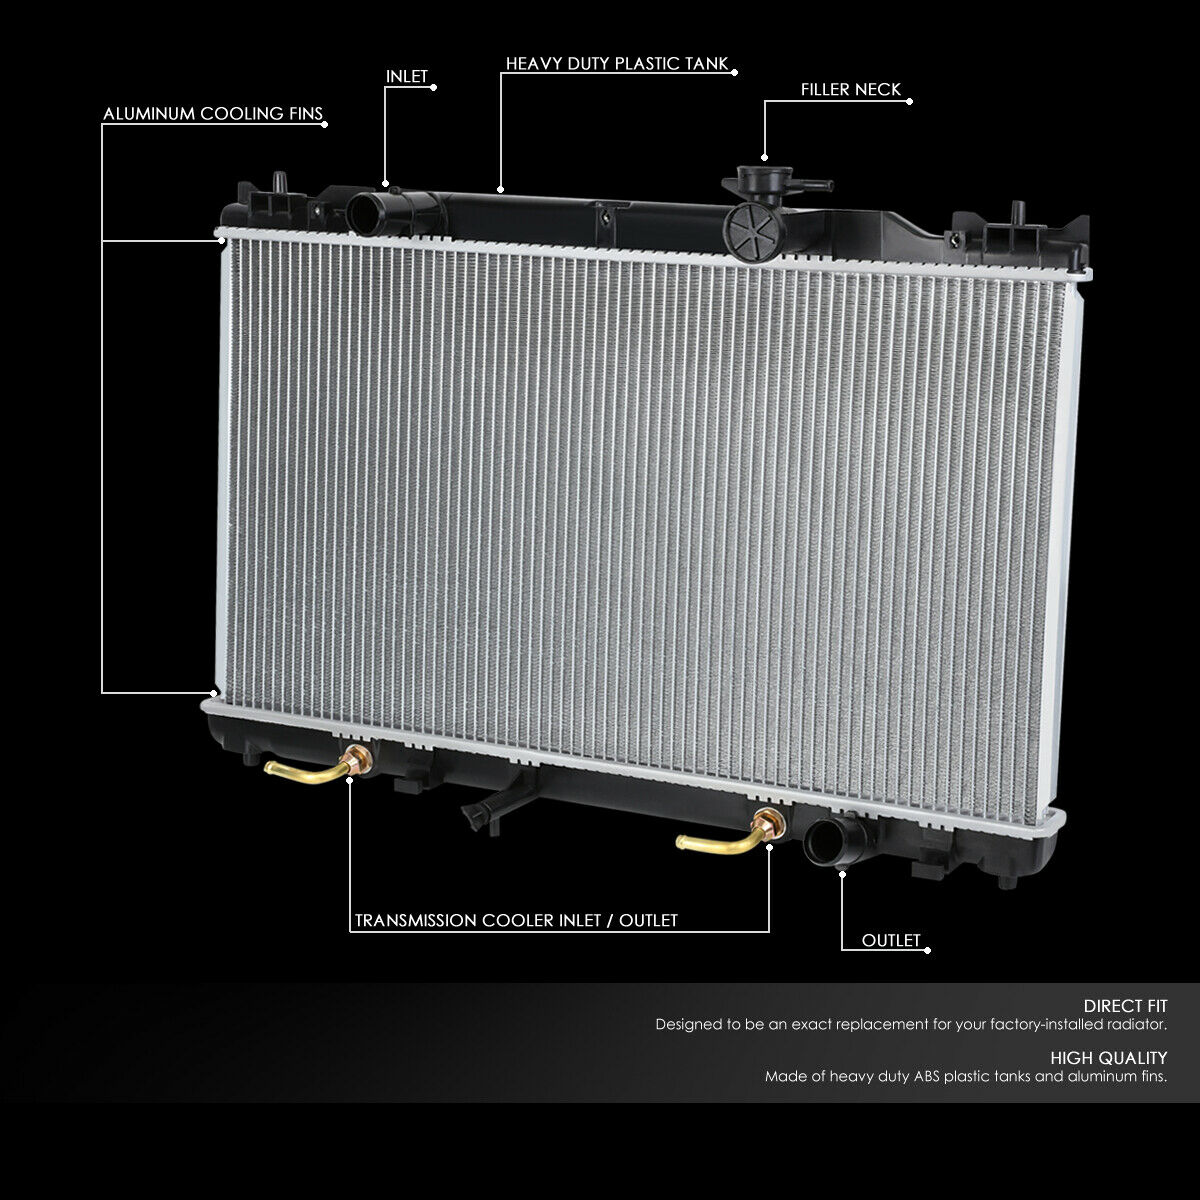 HEAVY DUTY PLASTIC TANK
INLET
FILLER NECK
ALUMINUM COOLING FINS
TRANSMISSION COOLER INLET / OUTLET
OUTLET
DIRECT FIT
Designed to be an exact replacement for your factory-installed radiator.
HIGH QUALITY
Made of heavy duty ABS plastic tanks and aluminum fins.